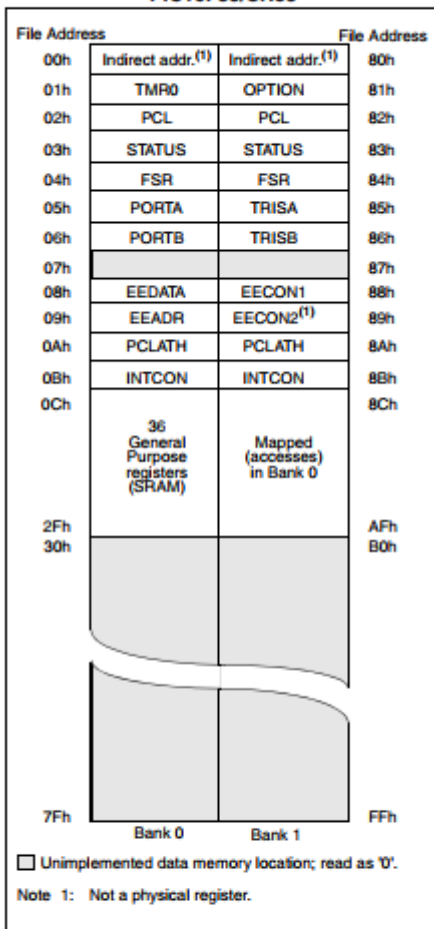 File Address File Address
00h Indirect addr.(1) Indirect addr.(1) 80h
01h TMR0 OPTION 81h
02h PCL PCL 82h
03h STATUS STATUS 83h
04h FSR FSR 84h
05h PORTA TRISA 85h
06h PORTB TRISB 86h
07h 87h
08h EEDATA EECON1 88h
09h EEADR EECON2(1) 89h
0Ah PCLATH PCLATH 8Ah
0Bh INTCON INTCON 8Bh
0Ch 8Ch
36
General
Purpose
registers
(SRAM)
Mapped
(accesses)
in Bank 0
2Fh AFh
30h B0h
7Fh FFh
Bank 0 Bank 1
Unimplemented data memory location; read as '0'.
Note 1: Not a physical register.